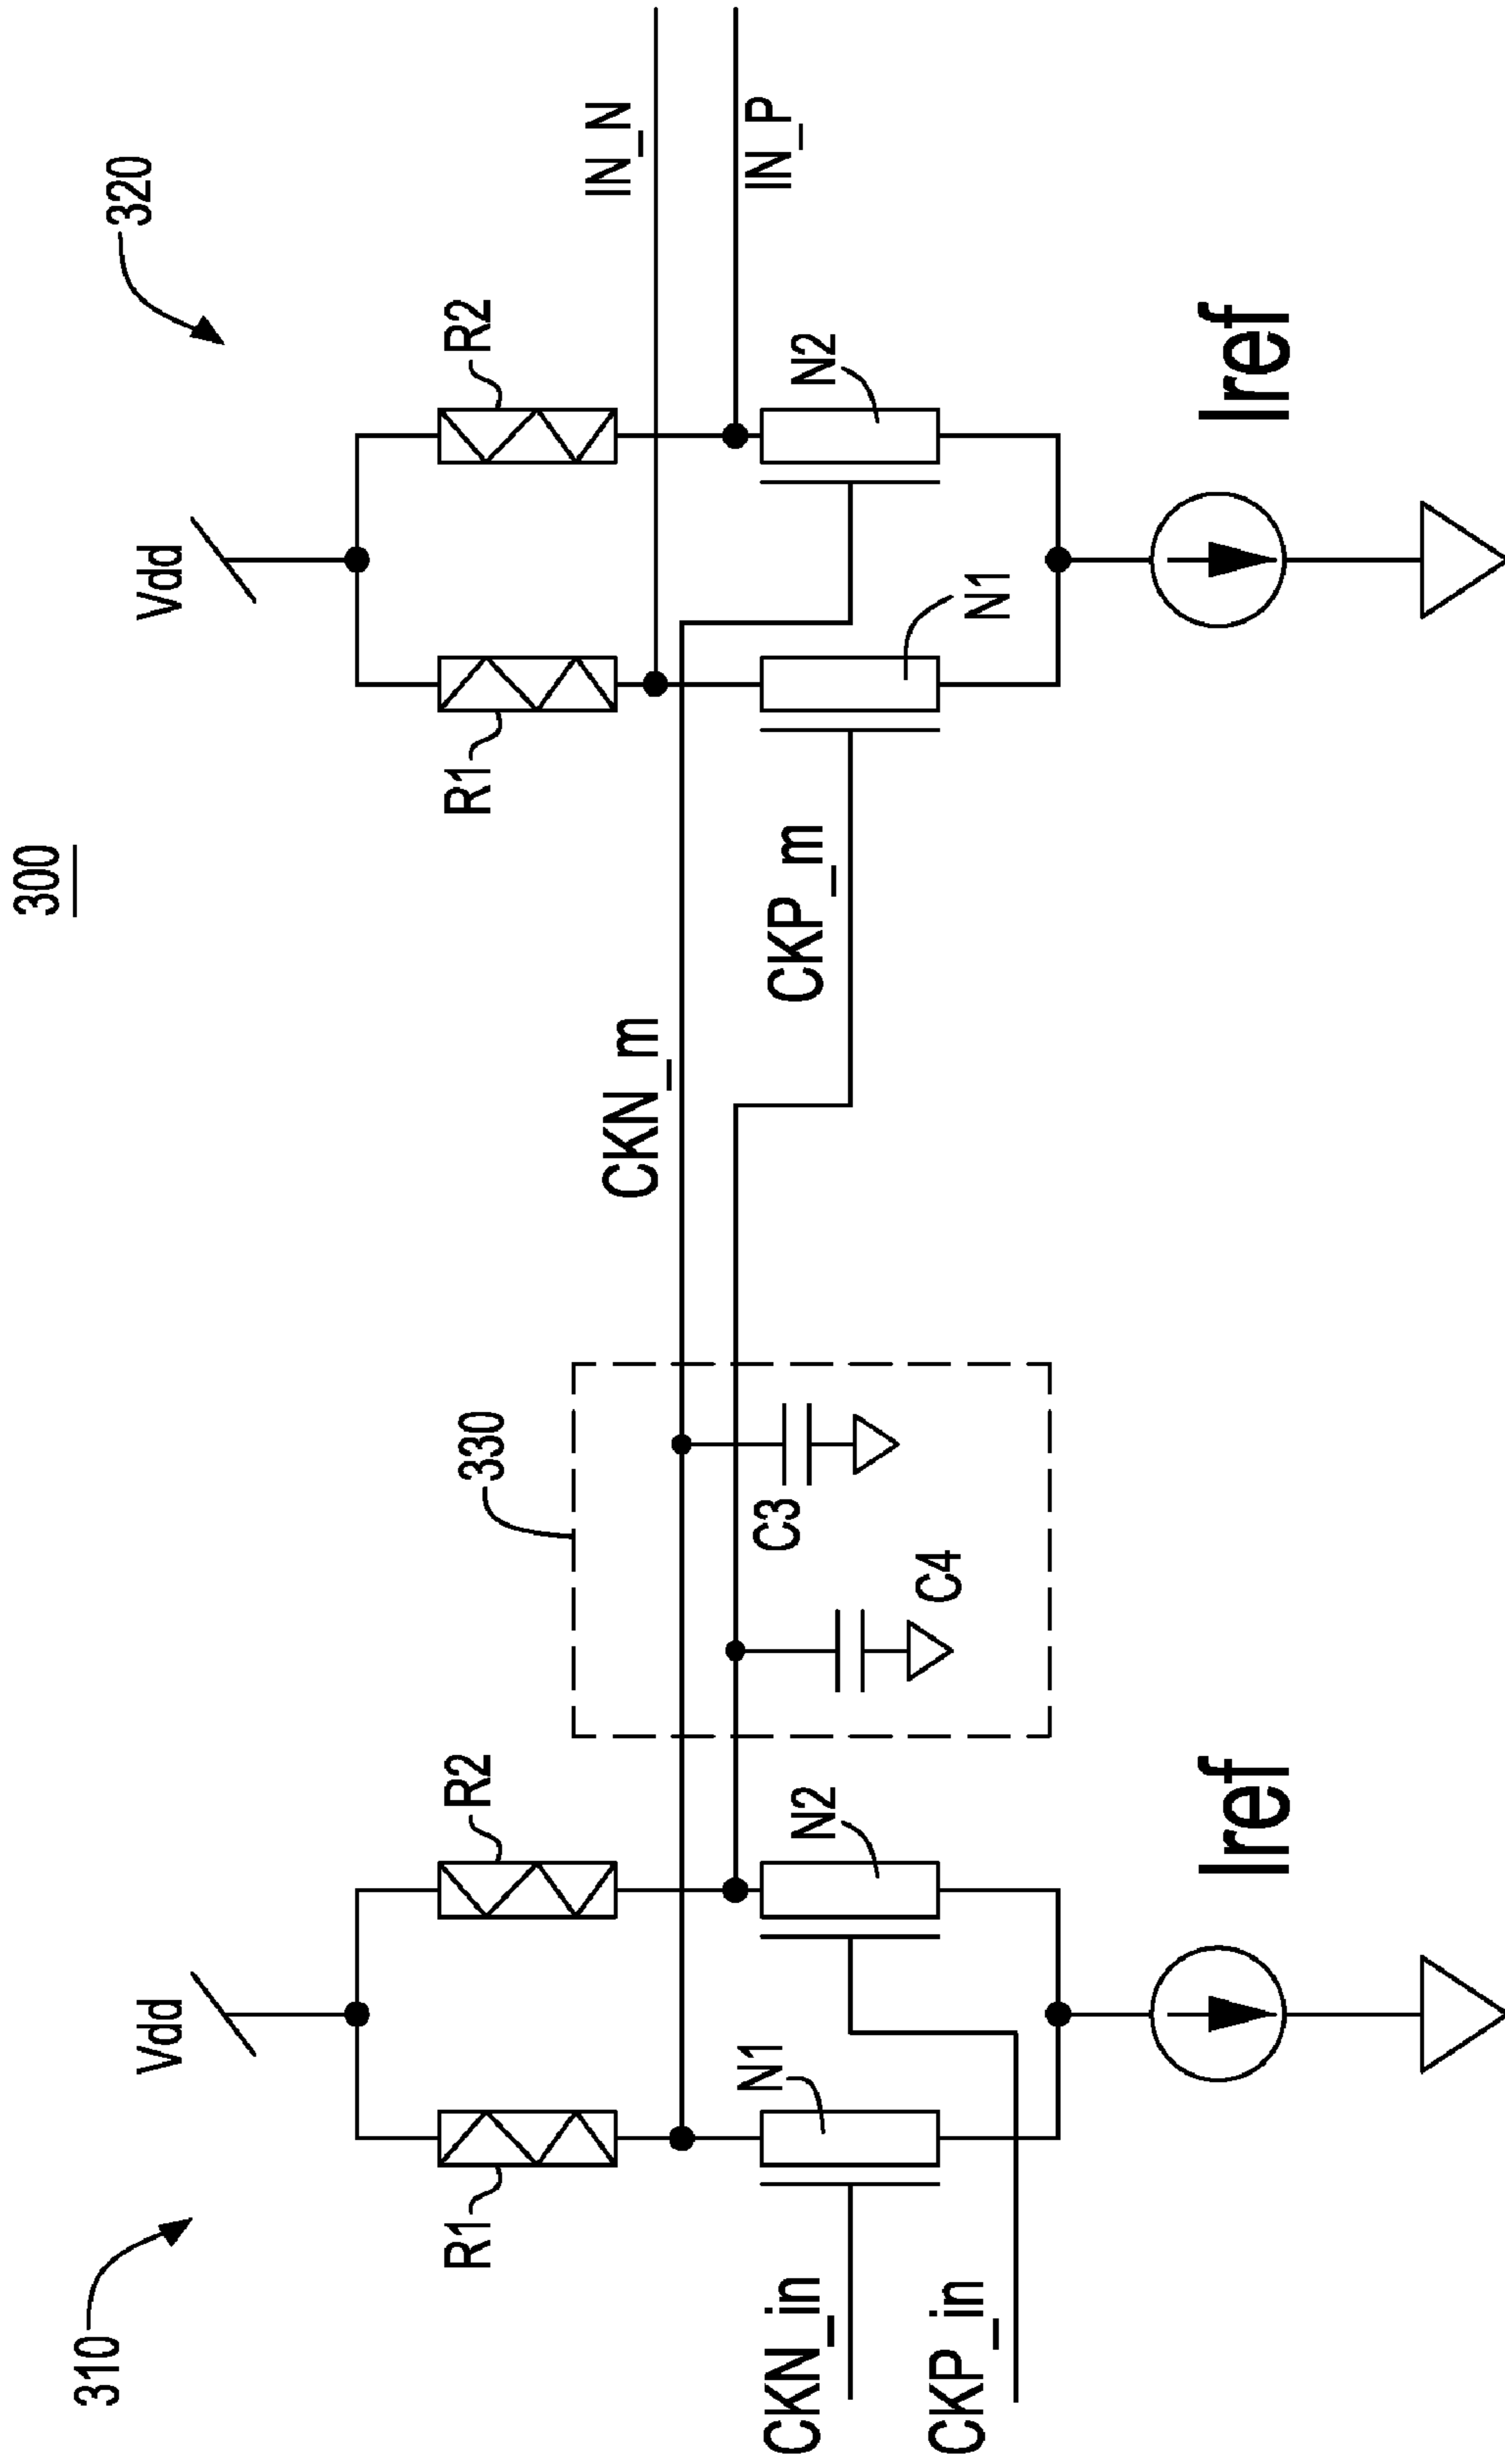 300
310
320
Vdd
Vdd
R1
R2
R1
R2
330
CKN_m
IN_N
IN_P
CKP_m
C3
C4
N1
N2
N2
N1
CKN_in
CKP_in
Iref
Iref